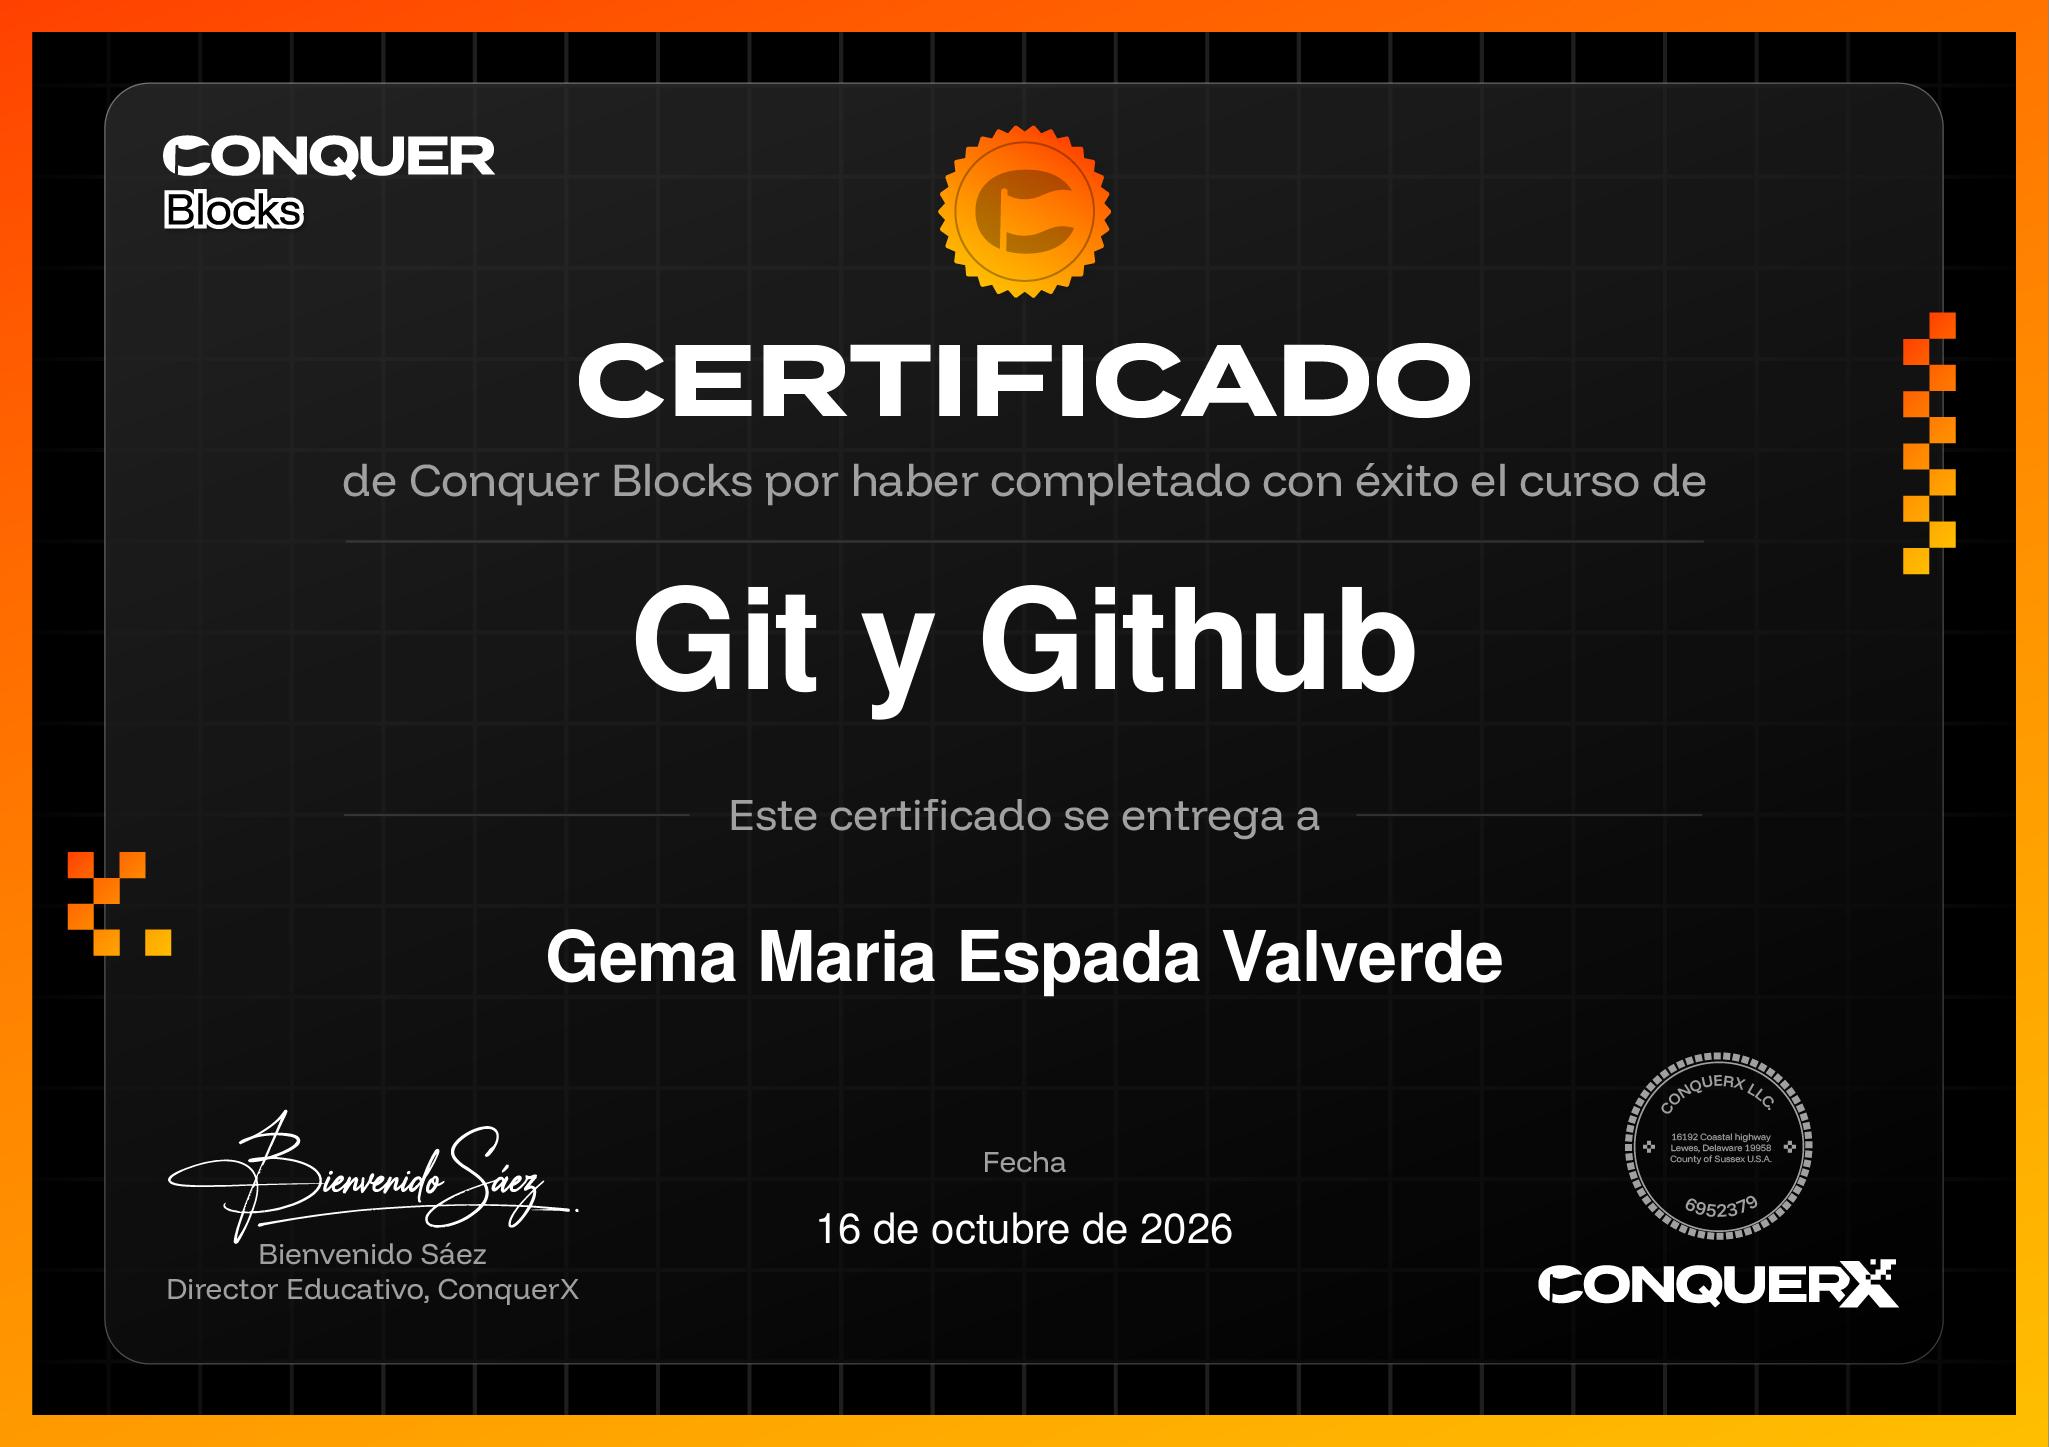 CONQUER
Blocks
CERTIFICADO
de Conquer Blocks por haber completado con éxito el curso de
Git y Github
Este certificado se entrega a
Gema Maria Espada Valverde
Bienvenido Sáez
Bienvenido Sáez
Director Educativo, ConquerX
Fecha
16 de octubre de 2026
CONQUERX LLC.
16192 Coastal highway
Lewes, Delaware 19958
County of Sussex U.S.A.
6952379
CONQUERX